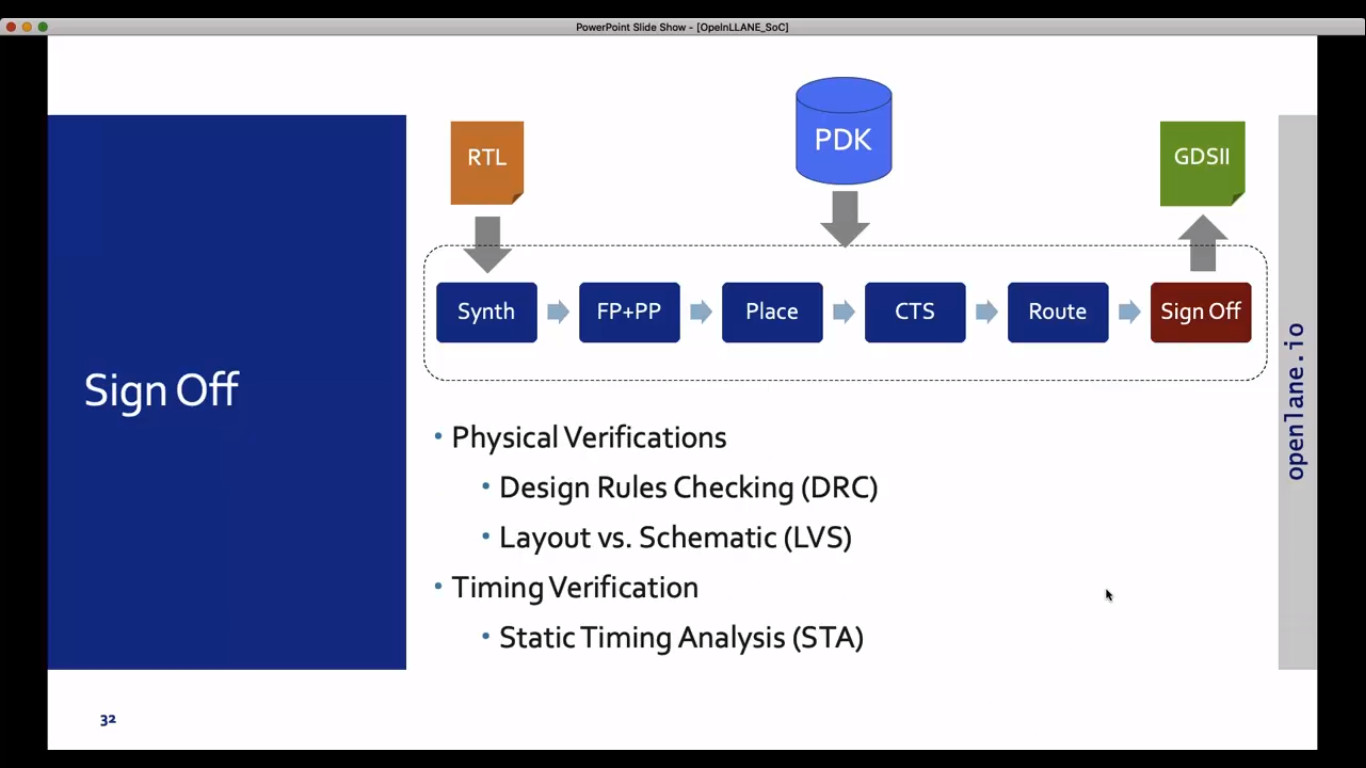 PowerPoint Slide Show - [OpeInLLANE_SoC]
RTL
PDK
GDSII
Synth
FP+PP
Place
CTS
Route
Sign Off
Sign Off
• Physical Verifications
• Design Rules Checking (DRC)
• Layout vs. Schematic (LVS)
• Timing Verification
• Static Timing Analysis (STA)
openlane.io
32